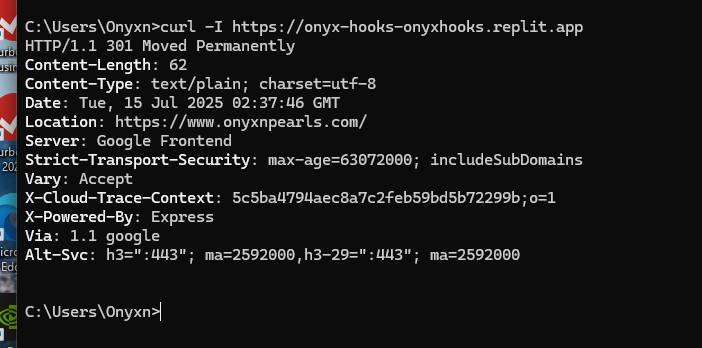 C:\Users\Onyxn>curl -I https://onyx-hooks-onyxhooks.replit.app
HTTP/1.1 301 Moved Permanently
Content-Length: 62
Content-Type: text/plain; charset=utf-8
Date: Tue, 15 Jul 2025 02:37:46 GMT
Location: https://www.onyxnpearls.com/
Server: Google Frontend
Strict-Transport-Security: max-age=63072000; includeSubDomains
Vary: Accept
X-Cloud-Trace-Context: 5c5ba4794aec8a7c2feb59bd5b72299b;o=1
X-Powered-By: Express
Via: 1.1 google
Alt-Svc: h3=":443"; ma=2592000,h3-29=":443"; ma=2592000
C:\Users\Onyxn>